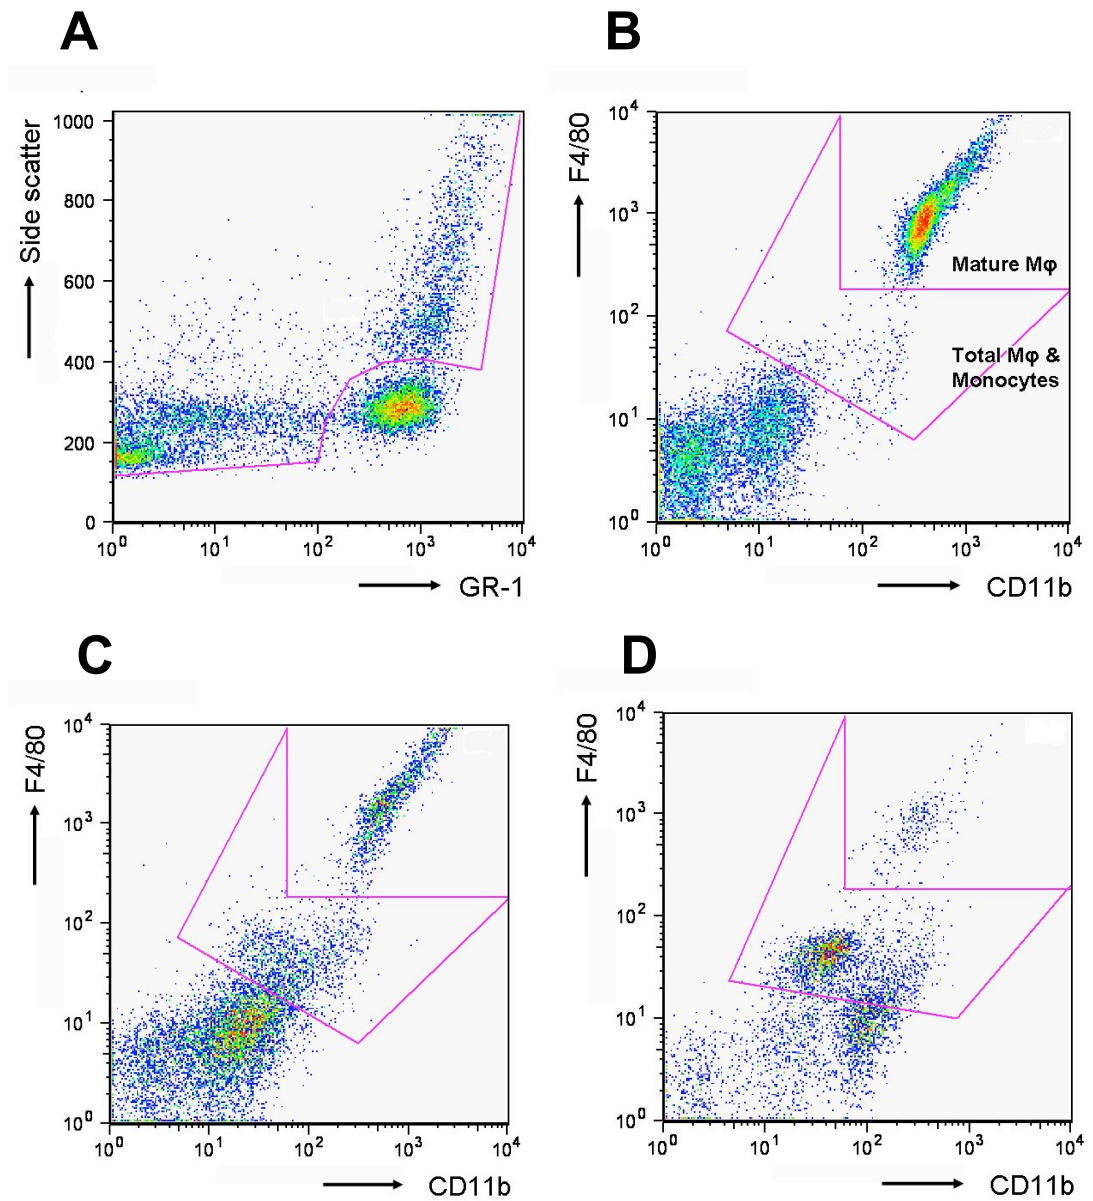 A
Side scatter
1000
800
600
400
200
0
10⁰ 10¹ 10² 10³ 10⁴
GR-1
B
F4/80
10⁴
10³
10²
10¹
10⁰
Mature Mφ
Total Mφ &
Monocytes
10⁰ 10¹ 10² 10³ 10⁴
CD11b
C
F4/80
10⁴
10³
10²
10¹
10⁰
10⁰ 10¹ 10² 10³ 10⁴
CD11b
D
F4/80
10⁴
10³
10²
10¹
10⁰
10¹ 10² 10³ 10⁴
10⁰
CD11b